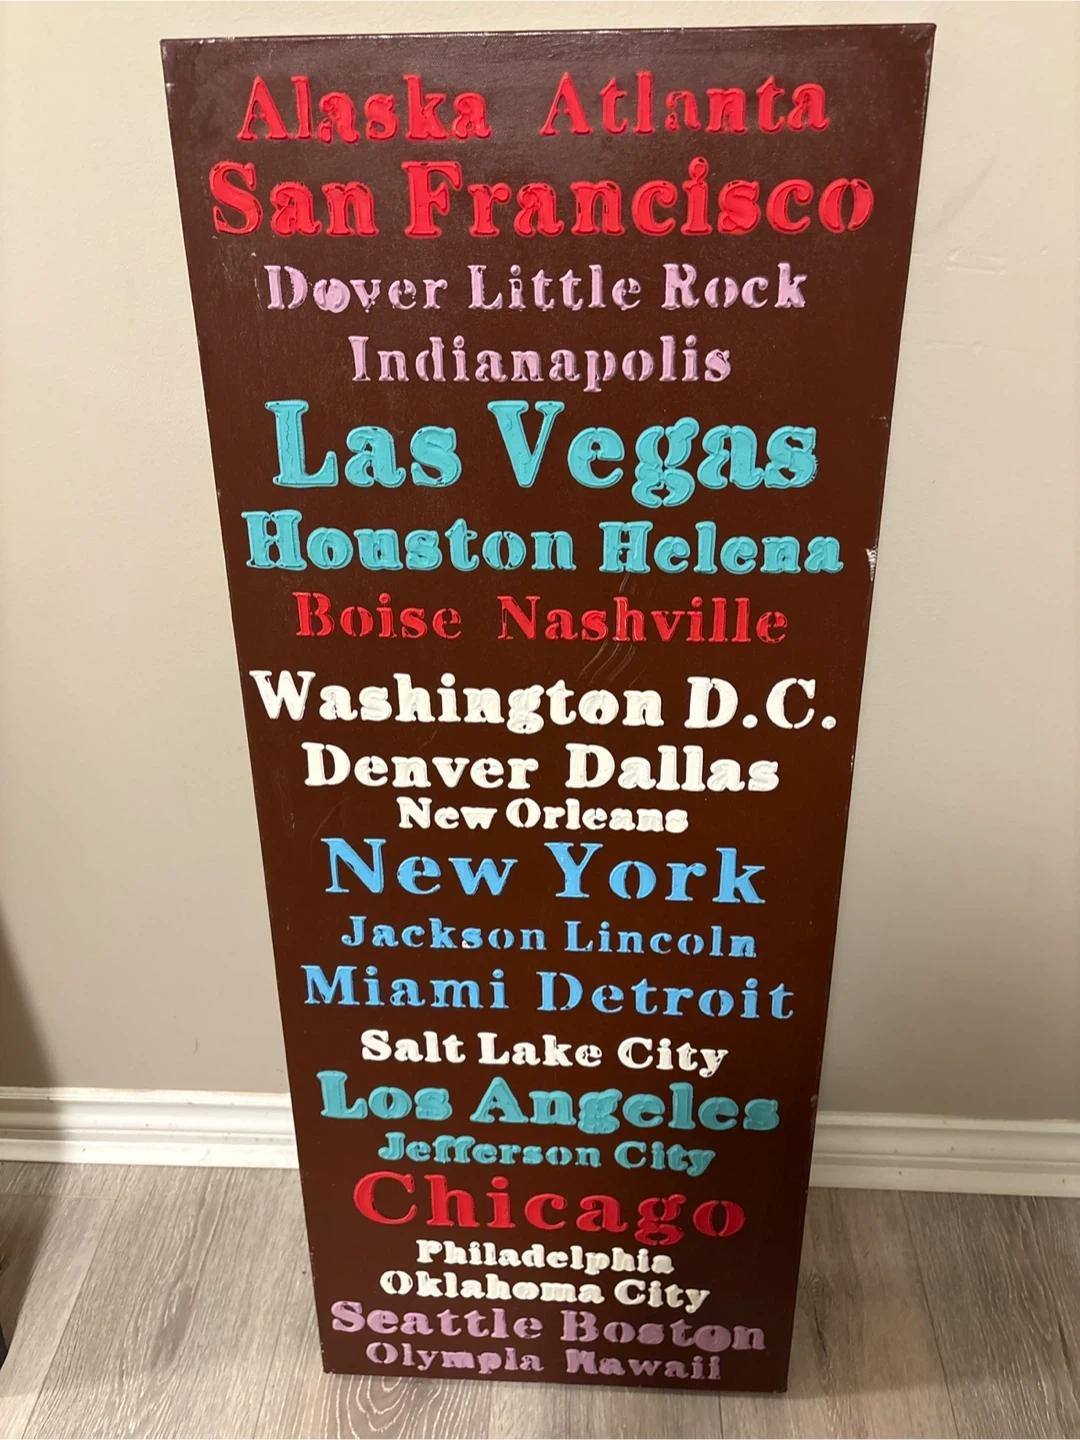 Alaska Atlanta
San Francisco
Dover Little Rock
Indianapolis
Las Vegas
Houston Helena
Boise Nashville
Washington D.C.
Denver Dallas
New Orleans
New York
Jackson Lincoln
Miami Detroit
Salt Lake City
Los Angeles
Jefferson City
Chicago
Philadelphia
Oklahoma City
Seattle Boston
Olympia Hawaii